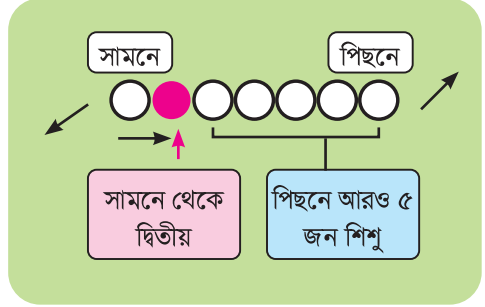 সামনে
পিছনে
সামনে থেকে
দ্বিতীয়
পিছনে আরও ৫
জন শিশু